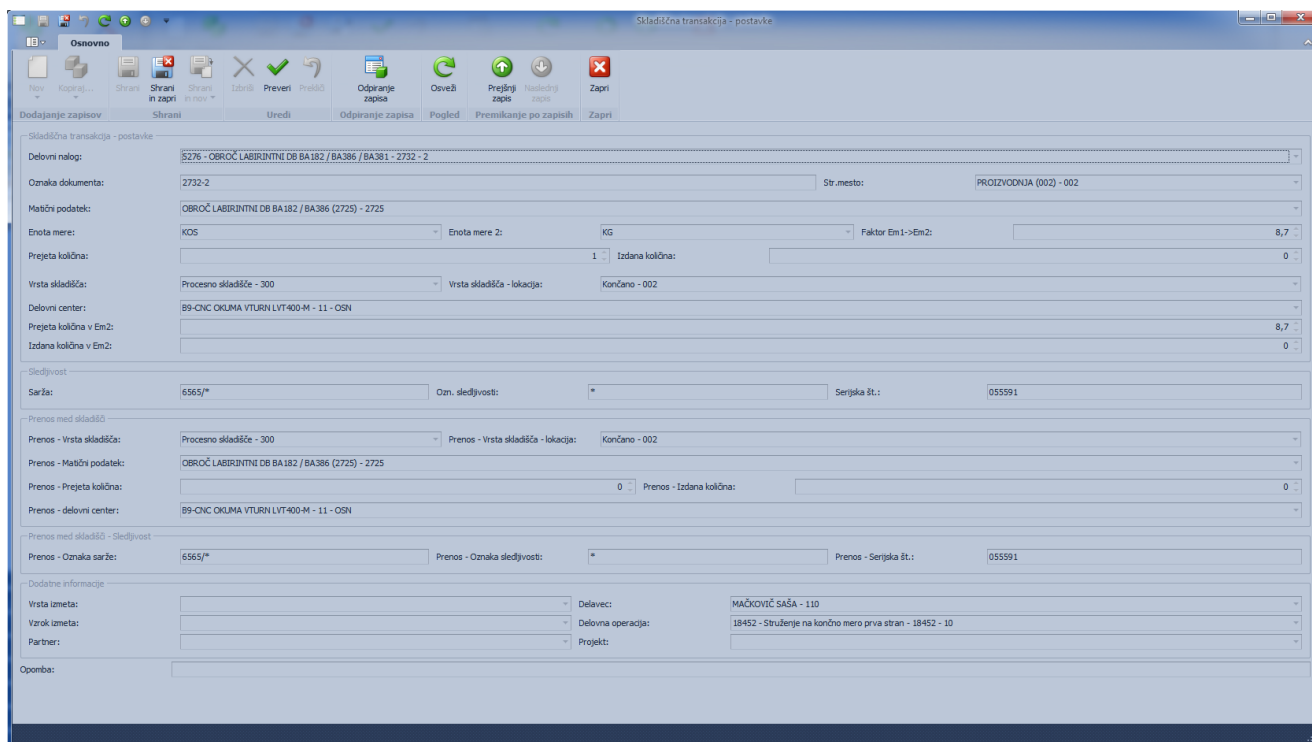 Skladiščna transakcija - postavke
Osnovno
Nov Kopiraj... Shrani Shrani in zapri Shrani in nov Izbriši Preveri Prekliči Odpiranje zapisa Osveži Prejšnji zapis Naslednji zapis Zapri
Dodajanje zapisov Shrani Uredi Odpiranje zapisa Pogled Premikanje po zapisih Zapri
Skladiščna transakcija - postavke
Delovni nalog: 5276 - OBROČ LABIRINTNI DB BA182 / BA386 / BA381 - 2732 - 2
Oznaka dokumenta: 2732-2 Str.mesto: PROIZVODNJA (002) - 002
Matični podatek: OBROČ LABIRINTNI DB BA182 / BA386 (2725) - 2725
Enota mere: KOS Enota mere 2: KG Faktor Em1->Em2: 8,7
Prejeta količina: 1 Izdana količina: 0
Vrsta skladišča: Procesno skladišče - 300 Vrsta skladišča - lokacija: Končano - 002
Delovni center: B9-CNC OKUMA VTURN LVT400-M - 11 - OSN
Prejeta količina v Em2: 8,7
Izdana količina v Em2: 0
Sledljivost
Sarža: 6565/* Ozn. sledljivosti: * Serijska št.: 055591
Prenos med skladišči
Prenos - Vrsta skladišča: Procesno skladišče - 300 Prenos - Vrsta skladišča - lokacija: Končano - 002
Prenos - Matični podatek: OBROČ LABIRINTNI DB BA182 / BA386 (2725) - 2725
Prenos - Prejeta količina: 0 Prenos - Izdana količina: 0
Prenos - delovni center: B9-CNC OKUMA VTURN LVT400-M - 11 - OSN
Prenos med skladišči - Sledljivost
Prenos - Oznaka sarže: 6565/* Prenos - Oznaka sledljivosti: * Prenos - Serijska št.: 055591
Dodatne informacije
Vrsta izmeta: Delavec: MAČKOVIČ SAŠA - 110
Vzrok izmeta: Delovna operacija: 18452 - Struženje na končno mero prva stran - 18452 - 10
Partner: Projekt:
Opomba: